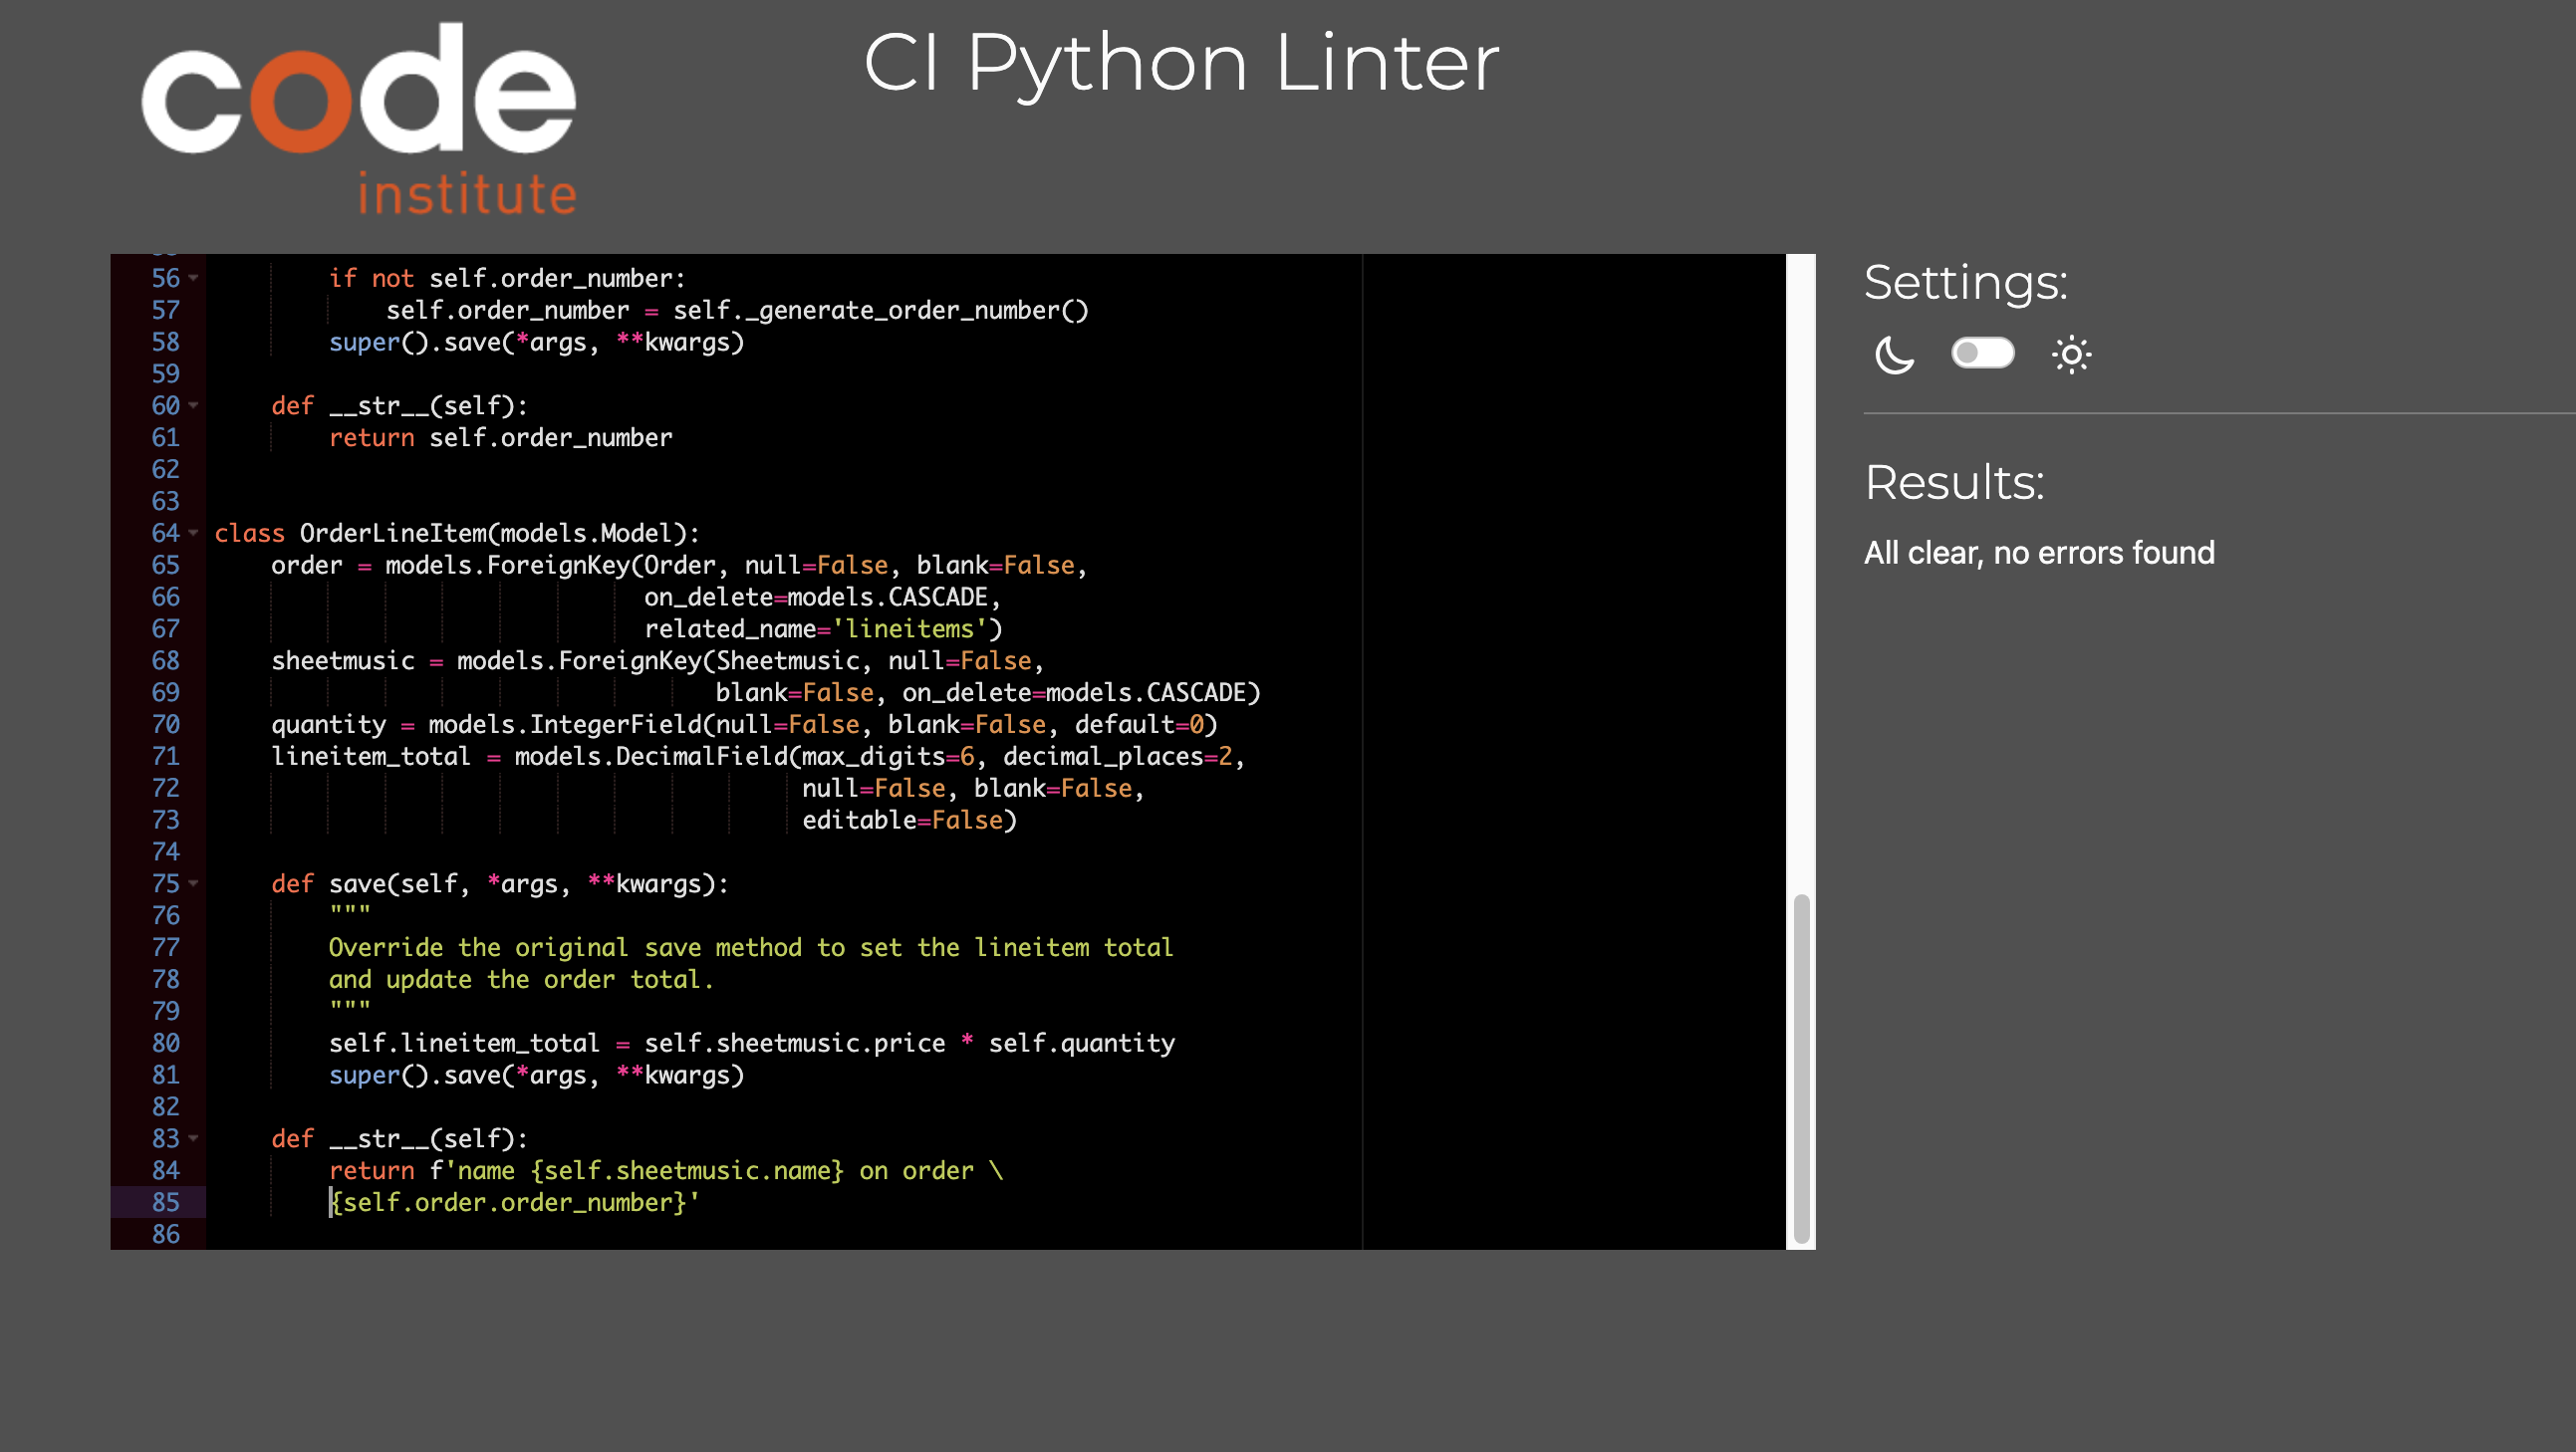 code
institute
CI Python Linter
56 if not self.order_number:
57 self.order_number = self._generate_order_number()
58 super().save(*args, **kwargs)
59
60 def __str__(self):
61 return self.order_number
62
63
64 class OrderLineItem(models.Model):
65 order = models.ForeignKey(Order, null=False, blank=False,
66 on_delete=models.CASCADE,
67 related_name='lineitems')
68 sheetmusic = models.ForeignKey(Sheetmusic, null=False,
69 blank=False, on_delete=models.CASCADE)
70 quantity = models.IntegerField(null=False, blank=False, default=0)
71 lineitem_total = models.DecimalField(max_digits=6, decimal_places=2,
72 null=False, blank=False,
73 editable=False)
74
75 def save(self, *args, **kwargs):
76 """
77 Override the original save method to set the lineitem total
78 and update the order total.
79 """
80 self.lineitem_total = self.sheetmusic.price * self.quantity
81 super().save(*args, **kwargs)
82
83 def __str__(self):
84 return f'name {self.sheetmusic.name} on order \
85 {self.order.order_number}'
86
Settings:
Results:
All clear, no errors found